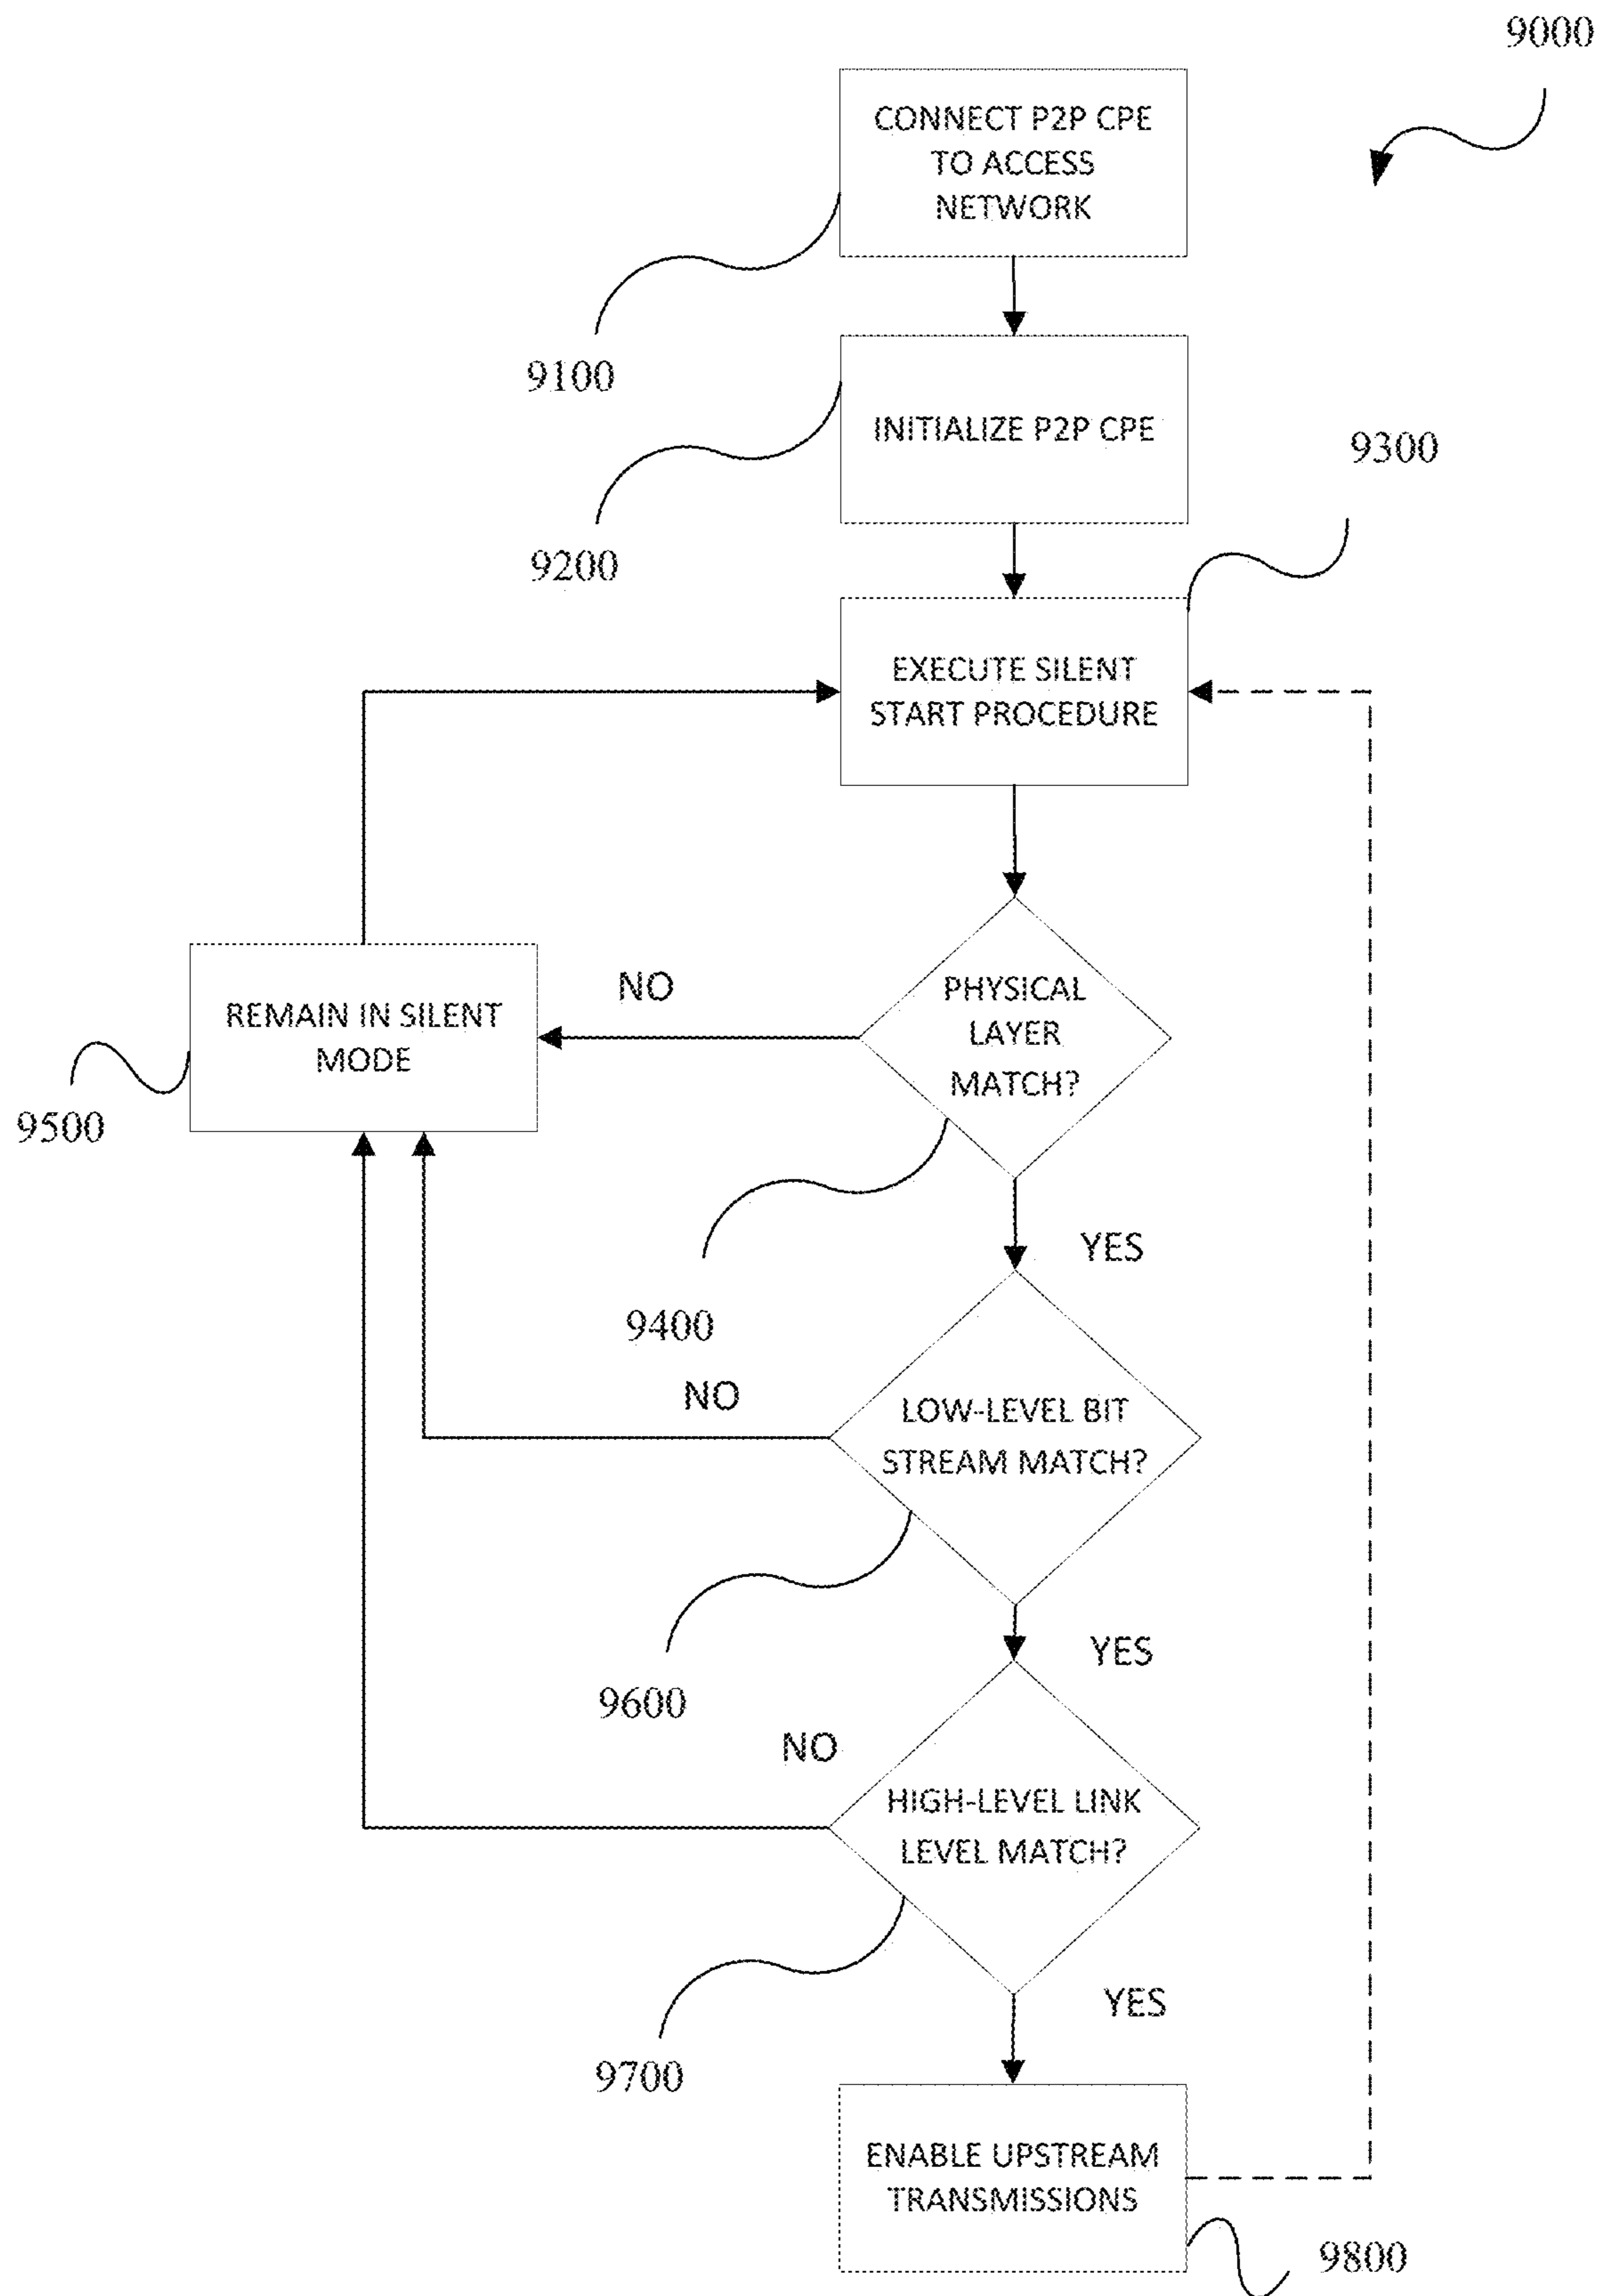 9000
CONNECT P2P CPE
TO ACCESS
NETWORK
9100
INITIALIZE P2P CPE
9200
9300
EXECUTE SILENT
START PROCEDURE
REMAIN IN SILENT
MODE
9500
NO
PHYSICAL
LAYER
MATCH?
9400
YES
NO
LOW-LEVEL BIT
STREAM MATCH?
9600
YES
NO
HIGH-LEVEL LINK
LEVEL MATCH?
9700
YES
ENABLE UPSTREAM
TRANSMISSIONS
9800